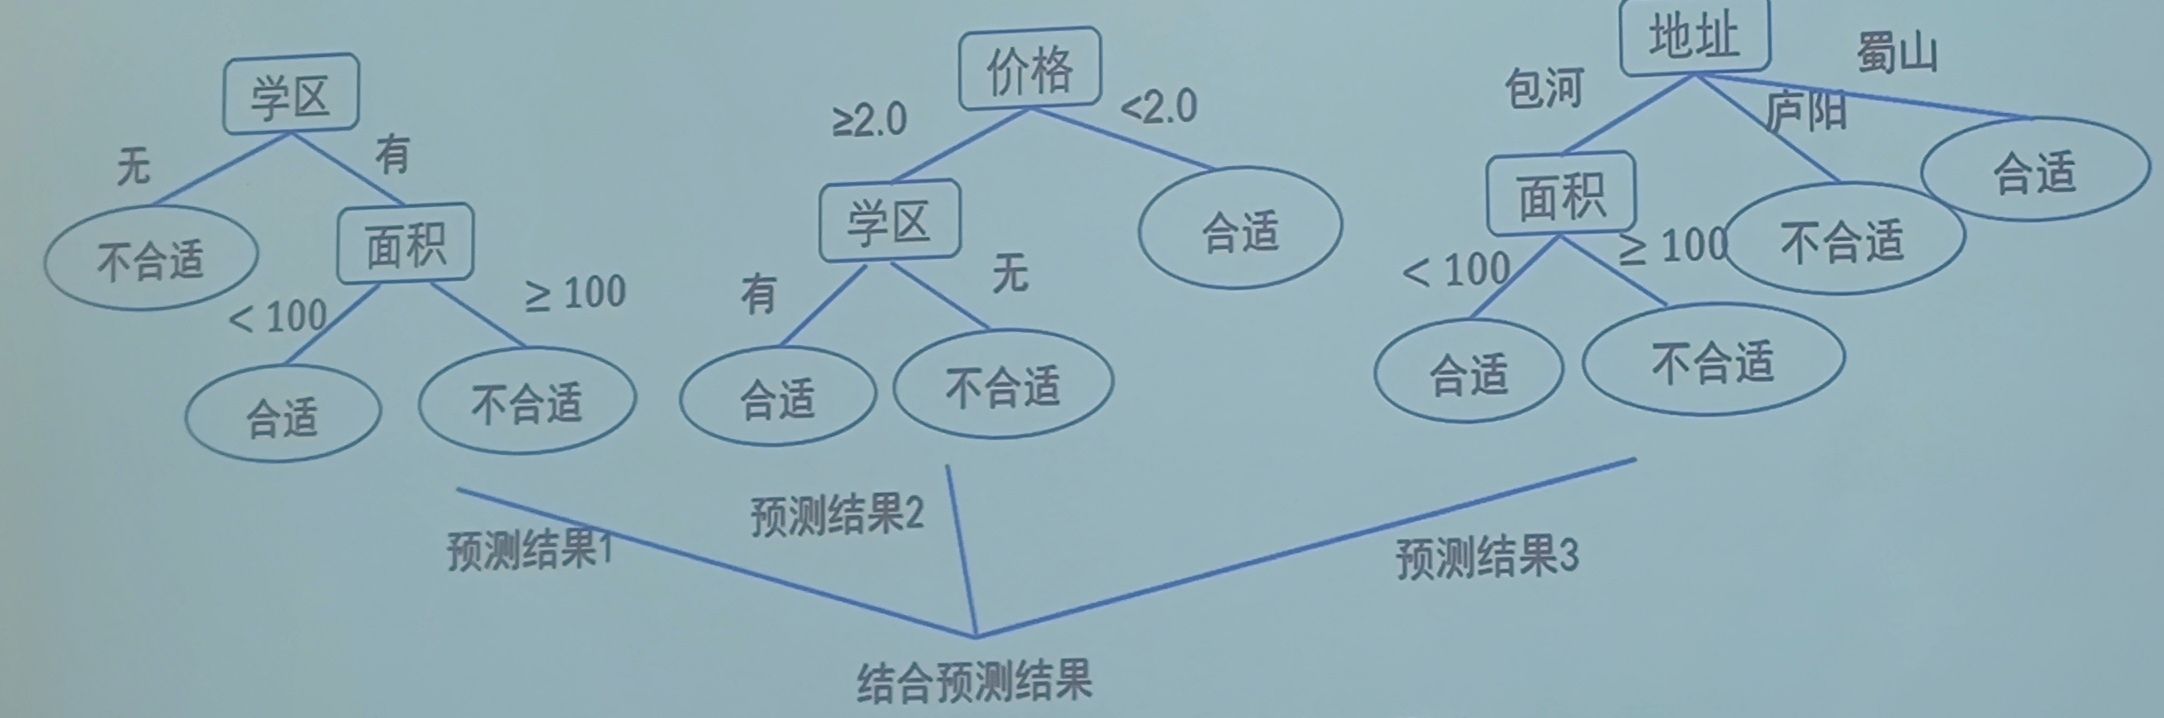 学区
无
有
不合适
面积
< 100
≥ 100
合适
不合适
价格
≥2.0
<2.0
学区
合适
有
无
合适
不合适
地址
包河
庐阳
蜀山
面积
不合适
合适
< 100
≥ 100
合适
不合适
预测结果1
预测结果2
预测结果3
结合预测结果